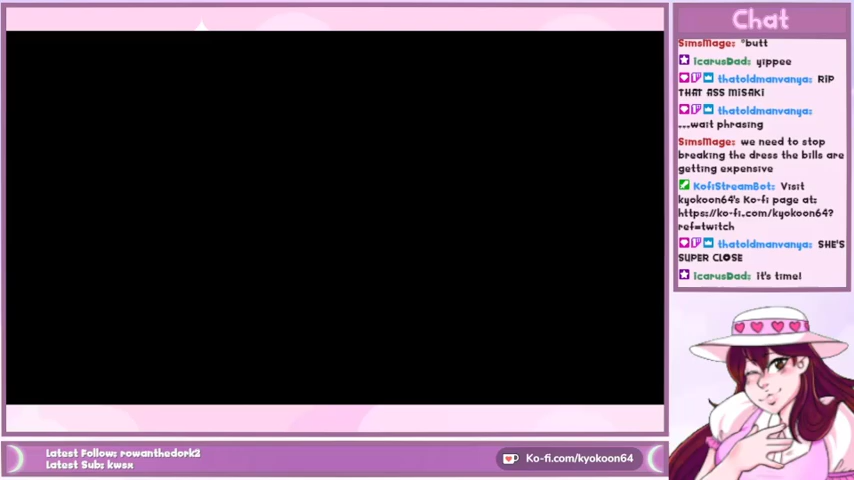 Chat
SimsMage: *butt
icarusDad: yippee
thatoldmanvanya: RIP
THAT ASS MISAKI
thatoldmanvanya:
...wait phrasing
SimsMage: we need to stop
breaking the dress the bills are
getting expensive
KofiStreamBot: Visit
kyokoon64's Ko-fi page at:
https://ko-fi.com/kyokoon64?
ref=twitch
thatoldmanvanya: SHE'S
SUPER CLOSE
icarusDad: it's time!
Latest Follow: rowanthedork2
Latest Sub: kwsx
Ko-fi.com/kyokoon64